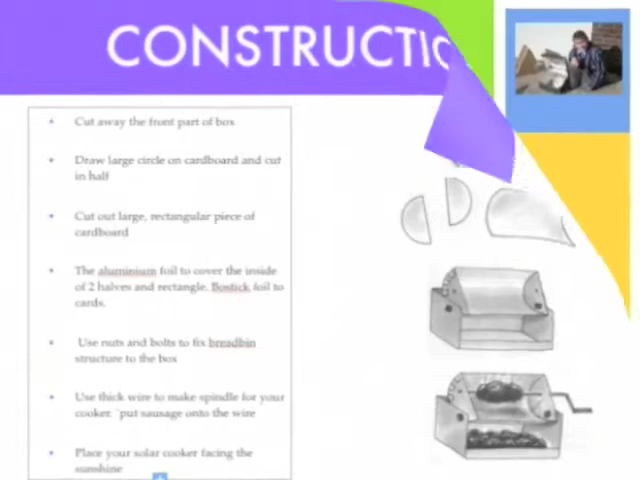 CONSTRUCTIO
• Cut away the front part of box
• Draw large circle on cardboard and cut
in half
• Cut out large, rectangular piece of
cardboard
• The aluminium foil to cover the inside
of 2 halves and rectangle. Bostick foil to
cards.
• Use nuts and bolts to fix breadbin
structure to the box
• Use thick wire to make spindle for your
cooker. `put sausage onto the wire
• Place your solar cooker facing the
sunshine